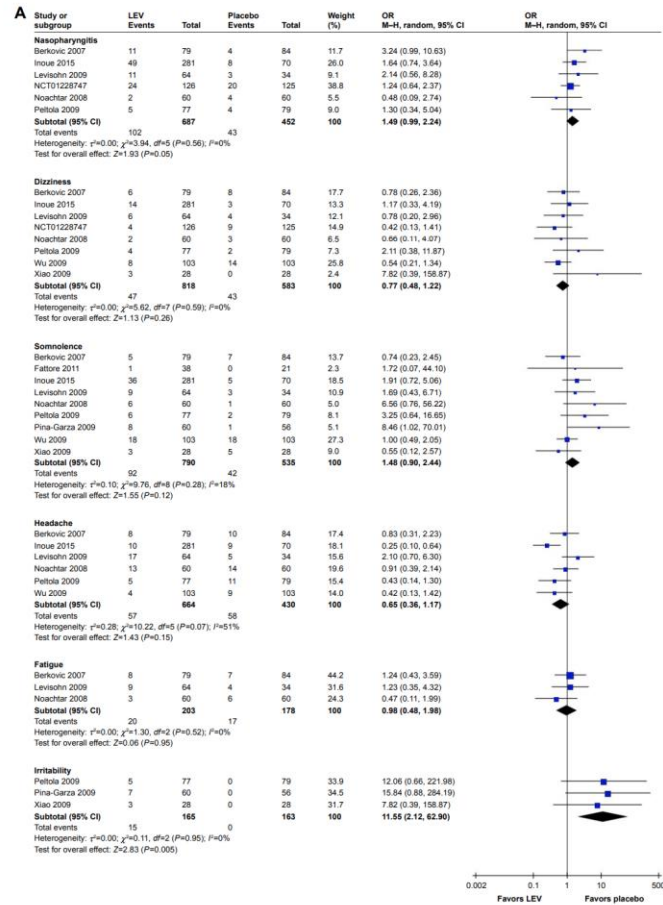 A
Study or subgroup LEV Events Total Placebo Events Total Weight (%) OR M–H, random, 95% CI OR M–H, random, 95% CI
Nasopharyngitis
Berkovic 2007 11 79 4 84 11.7 3.24 (0.99, 10.63)
Inoue 2015 49 281 8 70 26.0 1.64 (0.74, 3.64)
Levisohn 2009 11 64 3 34 9.1 2.14 (0.56, 8.28)
NCT01228747 24 126 20 125 38.8 1.24 (0.64, 2.37)
Noachtar 2008 2 60 4 60 5.5 0.48 (0.09, 2.74)
Peltola 2009 5 77 4 79 9.0 1.30 (0.34, 5.04)
Subtotal (95% CI) 687 452 100 1.49 (0.99, 2.24)
Total events 102 43
Heterogeneity: τ²=0.00; χ²=3.94, df=5 (P=0.56); I²=0%
Test for overall effect: Z=1.93 (P=0.05)
Dizziness
Berkovic 2007 6 79 8 84 17.7 0.78 (0.26, 2.36)
Inoue 2015 14 281 3 70 13.3 1.17 (0.33, 4.19)
Levisohn 2009 6 64 4 34 12.1 0.78 (0.20, 2.96)
NCT01228747 4 126 9 125 14.9 0.42 (0.13, 1.41)
Noachtar 2008 2 60 3 60 6.5 0.66 (0.11, 4.07)
Peltola 2009 4 77 2 79 7.3 2.11 (0.38, 11.87)
Wu 2009 8 103 14 103 25.8 0.54 (0.21, 1.34)
Xiao 2009 3 28 0 28 2.4 7.82 (0.39, 158.87)
Subtotal (95% CI) 818 583 100 0.77 (0.48, 1.22)
Total events 47 43
Heterogeneity: τ²=0.00; χ²=5.62, df=7 (P=0.59); I²=0%
Test for overall effect: Z=1.13 (P=0.26)
Somnolence
Berkovic 2007 5 79 7 84 13.7 0.74 (0.23, 2.45)
Fattore 2011 1 38 0 21 2.3 1.72 (0.07, 44.10)
Inoue 2015 36 281 5 70 18.5 1.91 (0.72, 5.06)
Levisohn 2009 9 64 3 34 10.9 1.69 (0.43, 6.71)
Noachtar 2008 6 60 1 60 5.0 6.56 (0.76, 56.22)
Peltola 2009 6 77 2 79 8.1 3.25 (0.64, 16.65)
Pina-Garza 2009 8 60 1 56 5.1 8.46 (1.02, 70.01)
Wu 2009 18 103 18 103 27.3 1.00 (0.49, 2.05)
Xiao 2009 3 28 5 28 9.0 0.55 (0.12, 2.57)
Subtotal (95% CI) 790 535 100 1.48 (0.90, 2.44)
Total events 92 42
Heterogeneity: τ²=0.10; χ²=9.76, df=8 (P=0.28); I²=18%
Test for overall effect: Z=1.55 (P=0.12)
Headache
Berkovic 2007 8 79 10 84 17.4 0.83 (0.31, 2.23)
Inoue 2015 10 281 9 70 18.1 0.25 (0.10, 0.64)
Levisohn 2009 17 64 5 34 15.6 2.10 (0.70, 6.30)
Noachtar 2008 13 60 14 60 19.6 0.91 (0.39, 2.14)
Peltola 2009 5 77 11 79 15.4 0.43 (0.14, 1.30)
Wu 2009 4 103 9 103 14.0 0.42 (0.13, 1.42)
Subtotal (95% CI) 664 430 100 0.65 (0.36, 1.17)
Total events 57 58
Heterogeneity: τ²=0.28; χ²=10.22, df=5 (P=0.07); I²=51%
Test for overall effect: Z=1.43 (P=0.15)
Fatigue
Berkovic 2007 8 79 7 84 44.2 1.24 (0.43, 3.59)
Levisohn 2009 9 64 4 34 31.6 1.23 (0.35, 4.32)
Noachtar 2008 3 60 6 60 24.3 0.47 (0.11, 1.99)
Subtotal (95% CI) 203 178 100 0.98 (0.48, 1.98)
Total events 20 17
Heterogeneity: τ²=0.00; χ²=1.30, df=2 (P=0.52); I²=0%
Test for overall effect: Z=0.06 (P=0.95)
Irritability
Peltola 2009 5 77 0 79 33.9 12.06 (0.66, 221.98)
Pina-Garza 2009 7 60 0 56 34.5 15.84 (0.88, 284.19)
Xiao 2009 3 28 0 28 31.7 7.82 (0.39, 158.87)
Subtotal (95% CI) 165 163 100 11.55 (2.12, 62.90)
Total events 15 0
Heterogeneity: τ²=0.00; χ²=0.11, df=2 (P=0.95); I²=0%
Test for overall effect: Z=2.83 (P=0.005)
0.002 0.1 1 10 500
Favors LEV Favors placebo